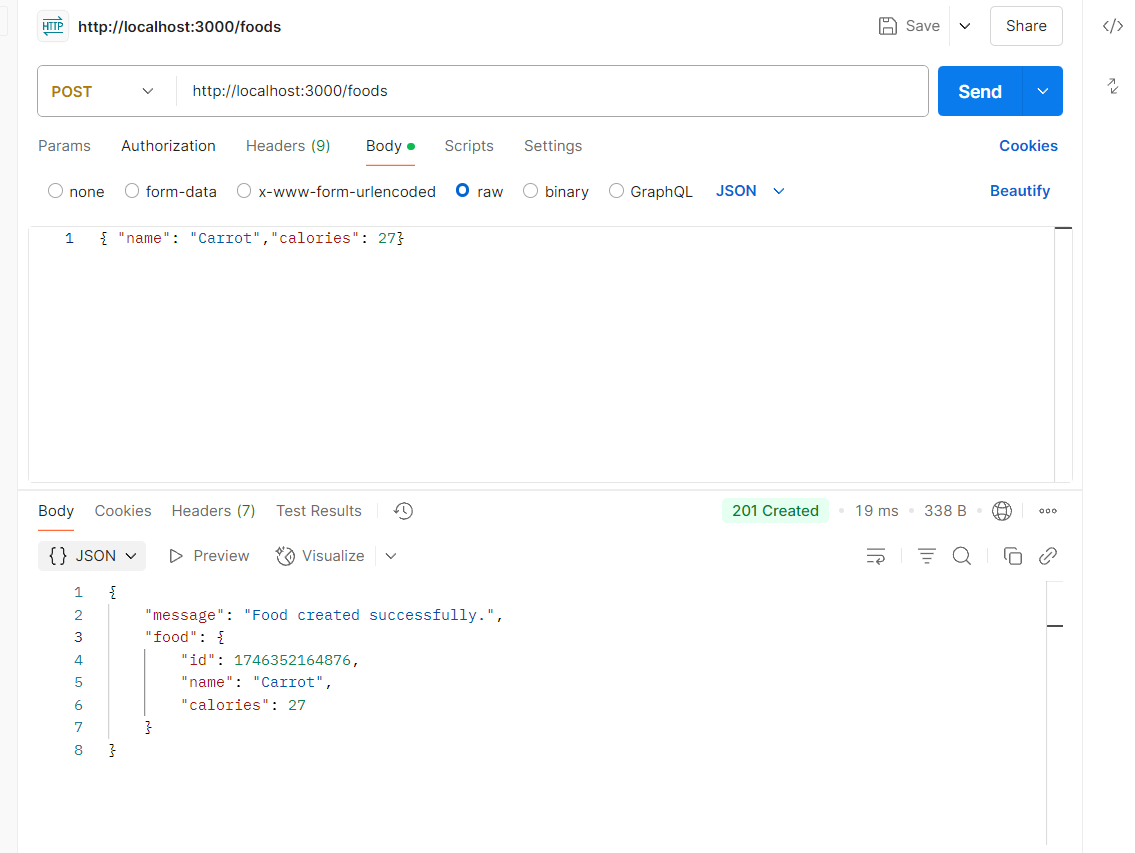 HTTP http://localhost:3000/foods Save Share </>
POST http://localhost:3000/foods Send
Params Authorization Headers (9) Body Scripts Settings Cookies
none form-data x-www-form-urlencoded raw binary GraphQL JSON Beautify
1 { "name": "Carrot","calories": 27}
Body Cookies Headers (7) Test Results 201 Created 19 ms 338 B
{} JSON Preview Visualize
1 {
2 "message": "Food created successfully.",
3 "food": {
4 "id": 1746352164876,
5 "name": "Carrot",
6 "calories": 27
7 }
8 }